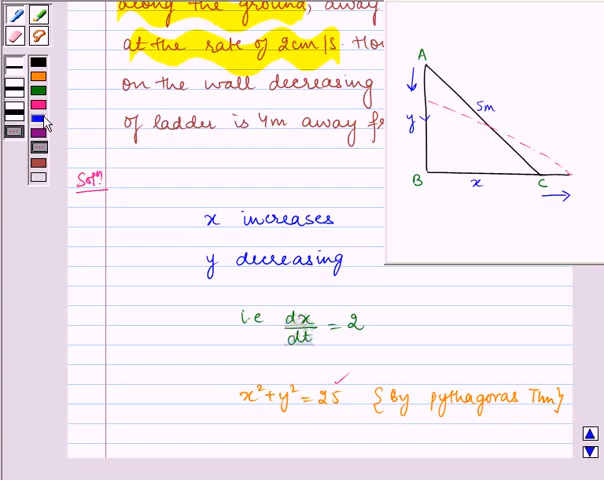 along the ground, away
at the rate of 2cm/s. Ho
on the wall decreasing
of ladder is 4m away f
A
5m
y
B
x
C
Solⁿ:
x increases
y decreasing
i.e dx/dt = 2
x² + y² = 25 {By pythagoras Thm}